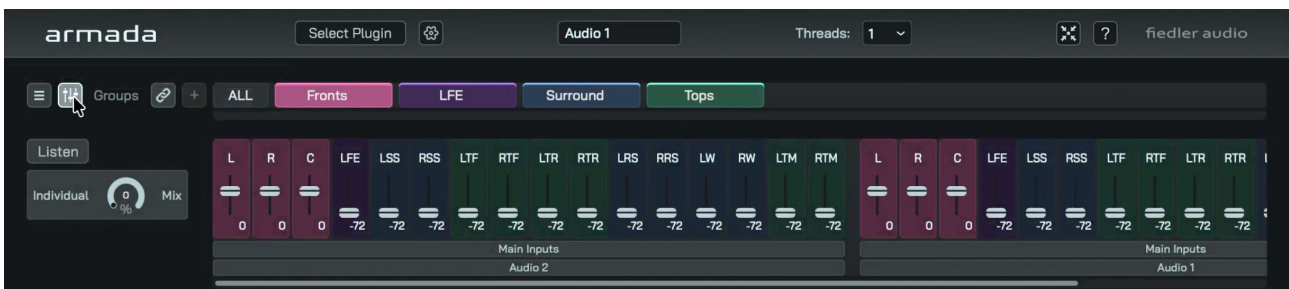 armada Select Plugin Audio 1 Threads: 1 ? fiedler audio
Groups + ALL Fronts LFE Surround Tops
Listen
L R C LFE LSS RSS LTF RTF LTR RTR LRS RRS LW RW LTM RTM L R C LFE LSS RSS LTF RTF LTR RTR
Individual 0 % Mix
0 0 0 -72 -72 -72 -72 -72 -72 -72 -72 -72 -72 -72 -72 -72 0 0 0 -72 -72 -72 -72 -72 -72 -72
Main Inputs Main Inputs
Audio 2 Audio 1